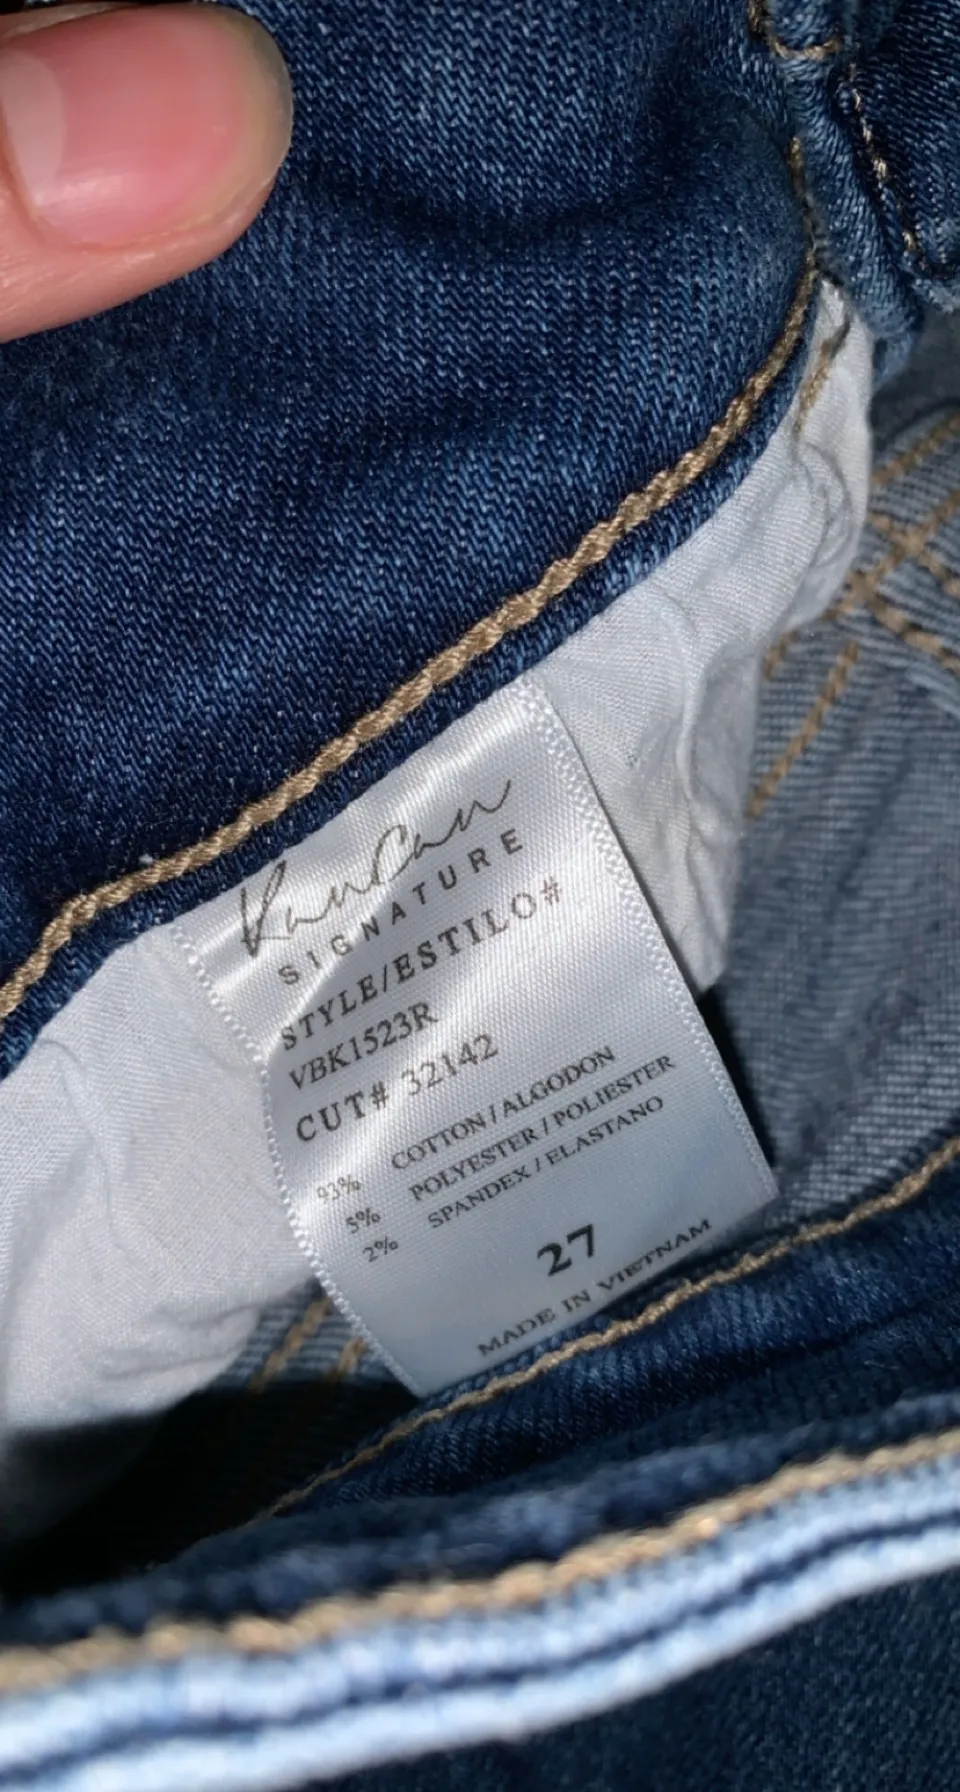 KanCan
SIGNATURE
STYLE/ESTILO#
VBK1523R
CUT# 32142
93% COTTON / ALGODON
5% POLYESTER / POLIESTER
2% SPANDEX / ELASTANO
27
MADE IN VIETNAM